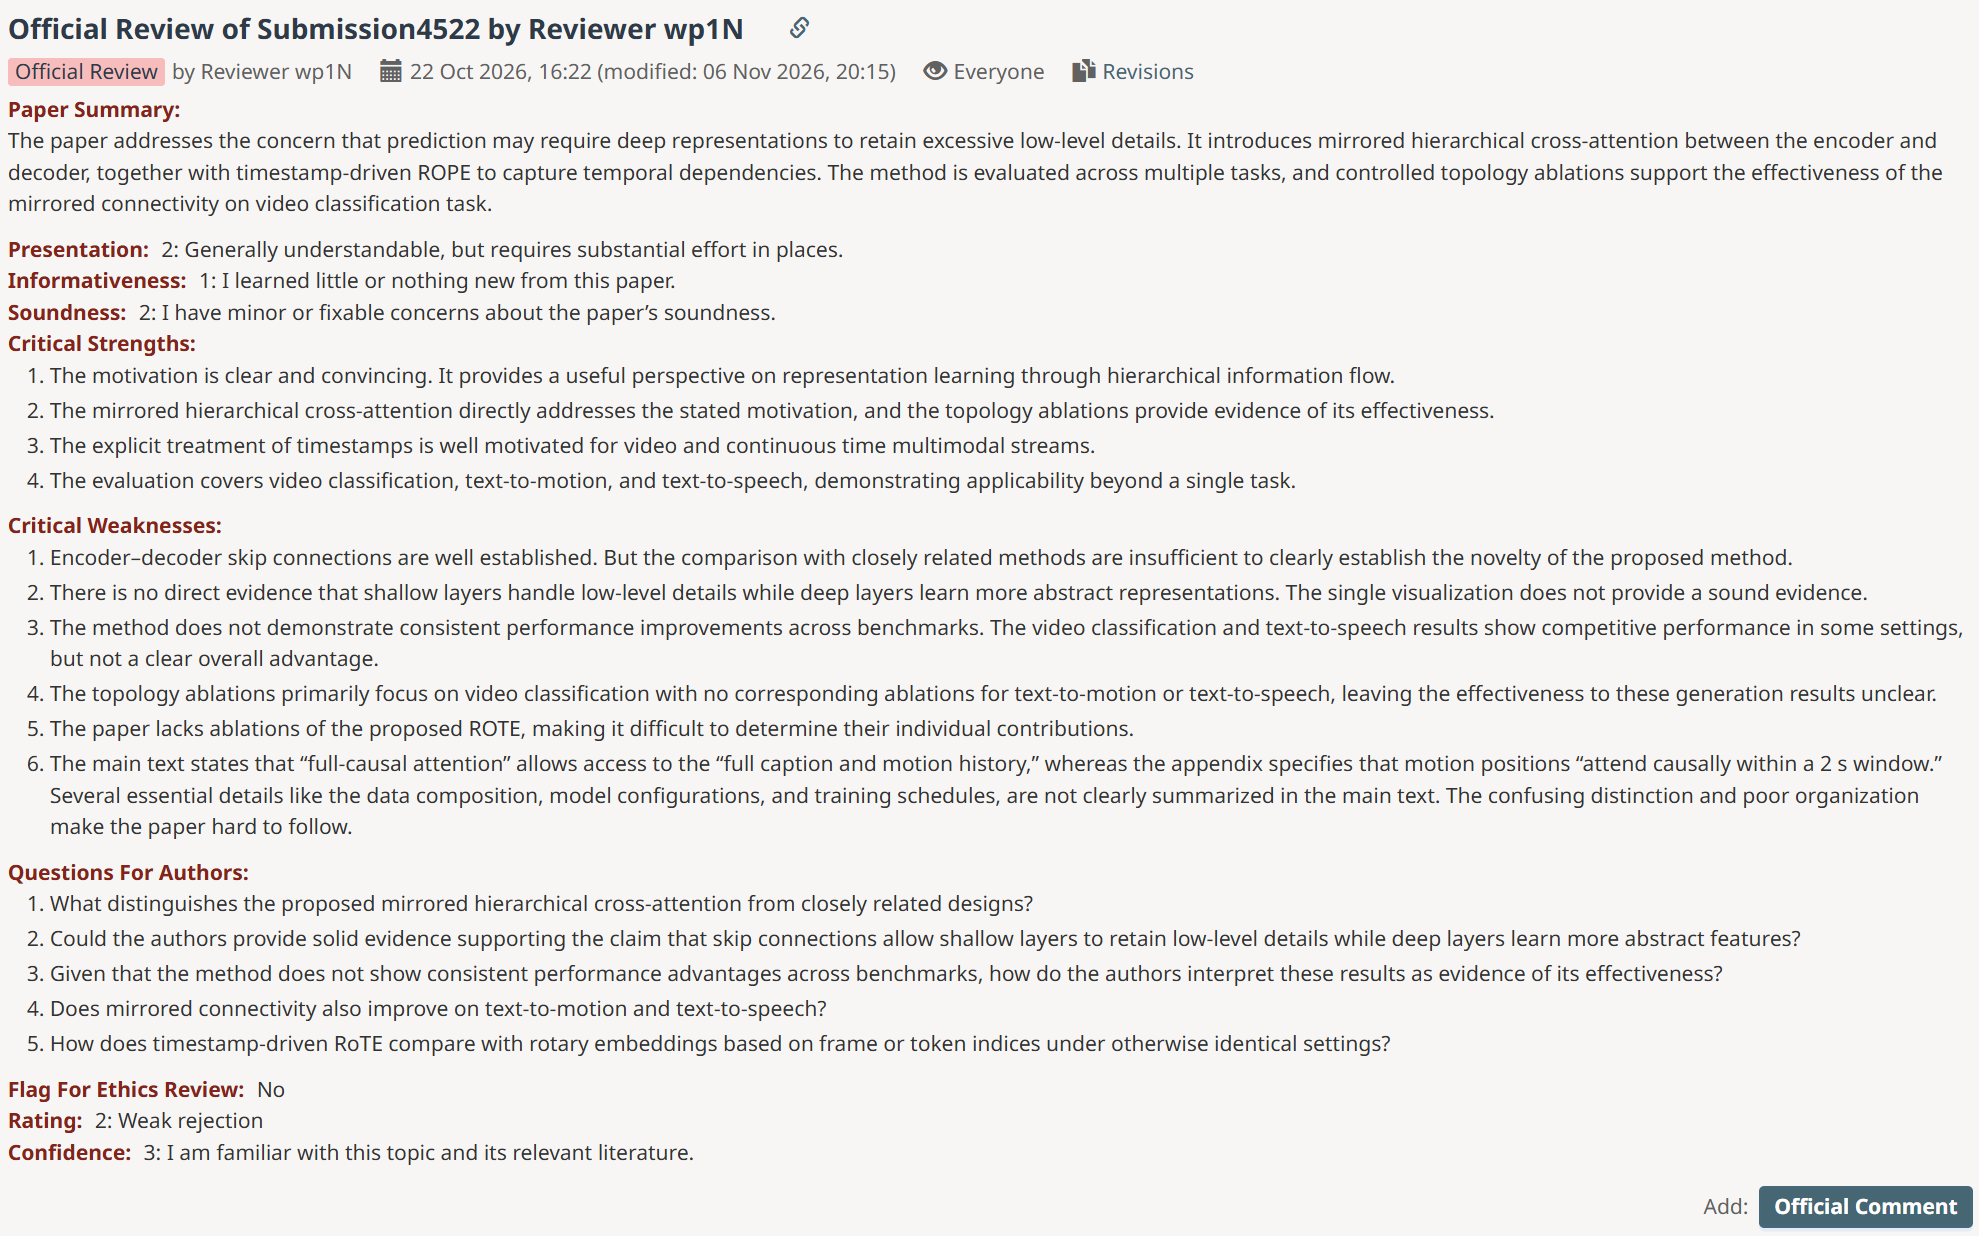 Official Review of Submission4522 by Reviewer wp1N
Official Review by Reviewer wp1N 22 Oct 2026, 16:22 (modified: 06 Nov 2026, 20:15) Everyone Revisions
Paper Summary:
The paper addresses the concern that prediction may require deep representations to retain excessive low-level details. It introduces mirrored hierarchical cross-attention between the encoder and
decoder, together with timestamp-driven ROPE to capture temporal dependencies. The method is evaluated across multiple tasks, and controlled topology ablations support the effectiveness of the
mirrored connectivity on video classification task.
Presentation: 2: Generally understandable, but requires substantial effort in places.
Informativeness: 1: I learned little or nothing new from this paper.
Soundness: 2: I have minor or fixable concerns about the paper’s soundness.
Critical Strengths:
1. The motivation is clear and convincing. It provides a useful perspective on representation learning through hierarchical information flow.
2. The mirrored hierarchical cross-attention directly addresses the stated motivation, and the topology ablations provide evidence of its effectiveness.
3. The explicit treatment of timestamps is well motivated for video and continuous time multimodal streams.
4. The evaluation covers video classification, text-to-motion, and text-to-speech, demonstrating applicability beyond a single task.
Critical Weaknesses:
1. Encoder–decoder skip connections are well established. But the comparison with closely related methods are insufficient to clearly establish the novelty of the proposed method.
2. There is no direct evidence that shallow layers handle low-level details while deep layers learn more abstract representations. The single visualization does not provide a sound evidence.
3. The method does not demonstrate consistent performance improvements across benchmarks. The video classification and text-to-speech results show competitive performance in some settings,
but not a clear overall advantage.
4. The topology ablations primarily focus on video classification with no corresponding ablations for text-to-motion or text-to-speech, leaving the effectiveness to these generation results unclear.
5. The paper lacks ablations of the proposed ROTE, making it difficult to determine their individual contributions.
6. The main text states that “full-causal attention” allows access to the “full caption and motion history,” whereas the appendix specifies that motion positions “attend causally within a 2 s window.”
Several essential details like the data composition, model configurations, and training schedules, are not clearly summarized in the main text. The confusing distinction and poor organization
make the paper hard to follow.
Questions For Authors:
1. What distinguishes the proposed mirrored hierarchical cross-attention from closely related designs?
2. Could the authors provide solid evidence supporting the claim that skip connections allow shallow layers to retain low-level details while deep layers learn more abstract features?
3. Given that the method does not show consistent performance advantages across benchmarks, how do the authors interpret these results as evidence of its effectiveness?
4. Does mirrored connectivity also improve on text-to-motion and text-to-speech?
5. How does timestamp-driven RoTE compare with rotary embeddings based on frame or token indices under otherwise identical settings?
Flag For Ethics Review: No
Rating: 2: Weak rejection
Confidence: 3: I am familiar with this topic and its relevant literature.
Add: Official Comment